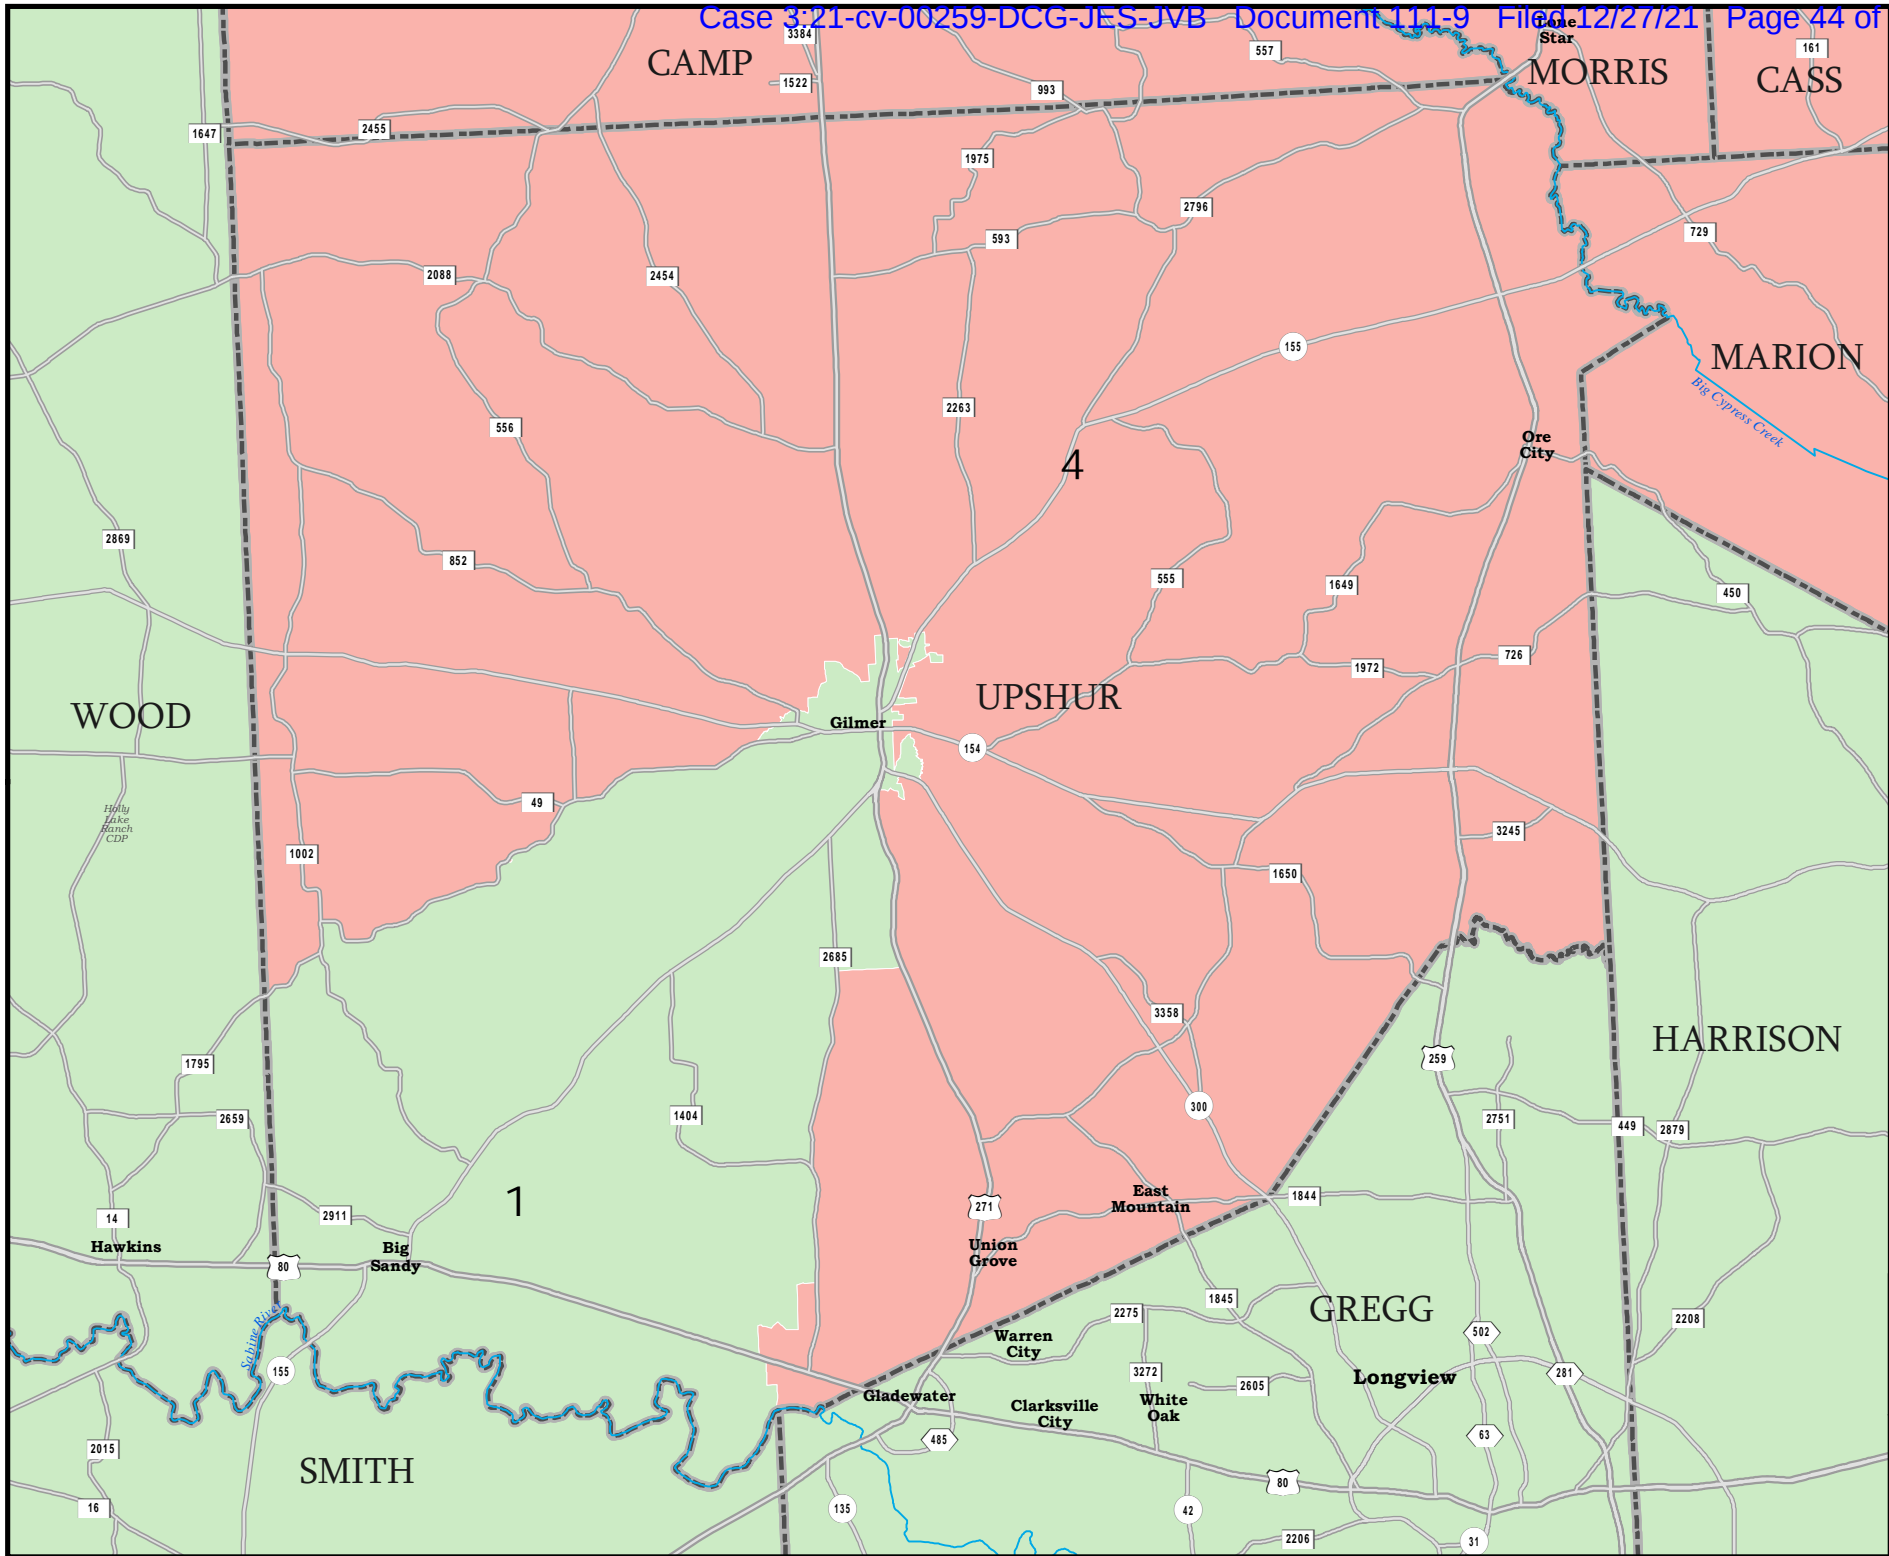 Case 3:21-cv-00259-DCG-JES-JVB Document 111-9 Filed 12/27/21 Page 44 of
Lone
Star
3384
557
161
CAMP
MORRIS
CASS
1522
993
1647
2455
1975
2796
593
729
2088
2454
155
MARION
Big Cypress Creek
2263
556
4
Ore
City
2869
852
555
1649
450
1972
726
WOOD
UPSHUR
Gilmer
154
Holly
Lake
Ranch
CDP
49
3245
1002
1650
2685
3358
HARRISON
1795
259
300
2659
1404
2751
449
2879
1
East
Mountain
1844
14
2911
271
Hawkins
Big
Sandy
Union
Grove
80
Sabine River
1845
GREGG
2275
2208
Warren
City
502
155
3272
2605
Longview
281
Gladewater
Clarksville
City
White
Oak
485
63
2015
SMITH
80
16
135
42
2206
31